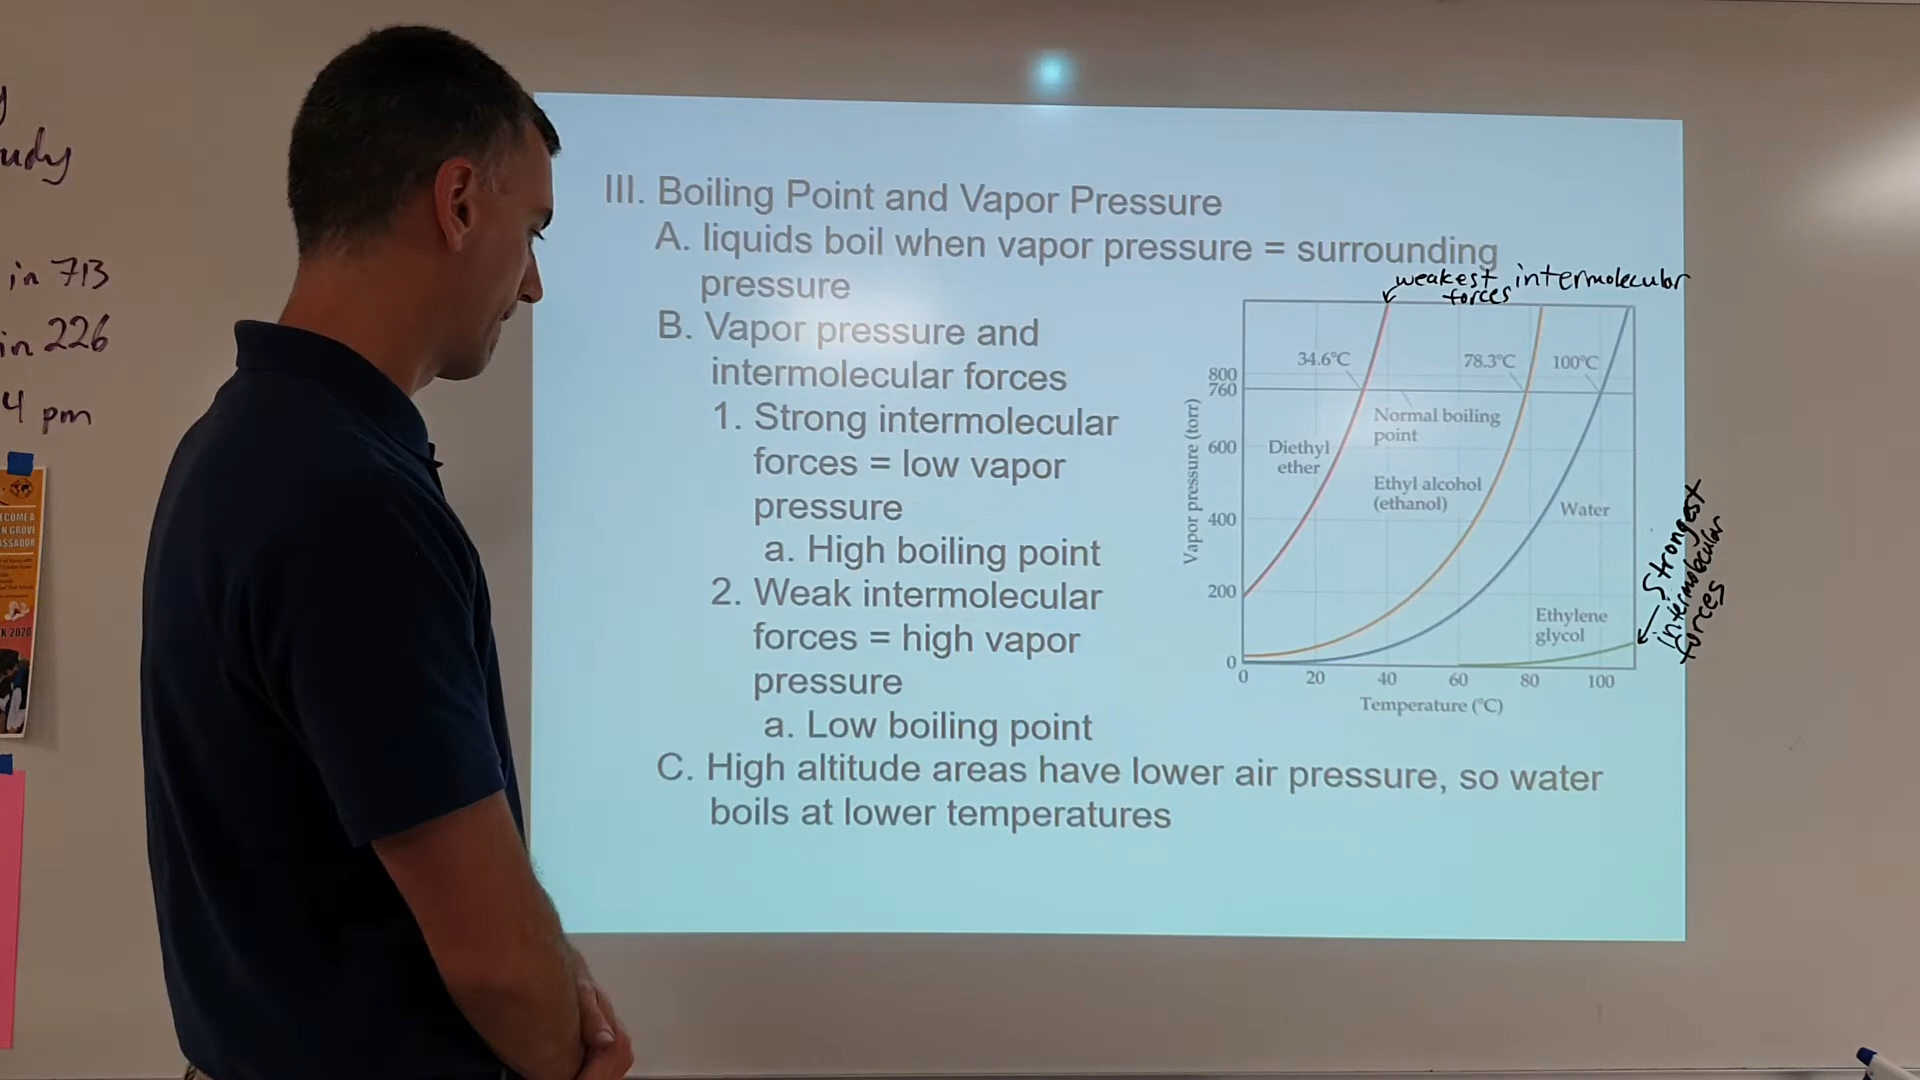 udy
in 713
in 226
4 pm
ECOME A
N GROVE
SSADOR
K 2020
III. Boiling Point and Vapor Pressure
A. liquids boil when vapor pressure = surrounding
pressure
B. Vapor pressure and
intermolecular forces
1. Strong intermolecular
forces = low vapor
pressure
a. High boiling point
2. Weak intermolecular
forces = high vapor
pressure
a. Low boiling point
C. High altitude areas have lower air pressure, so water
boils at lower temperatures
weakest intermolecular
forces
34.6°C
78.3°C
100°C
800
760
600
400
200
0
Vapor pressure (torr)
Normal boiling
point
Diethyl
ether
Ethyl alcohol
(ethanol)
Water
Ethylene
glycol
0 20 40 60 80 100
Temperature (°C)
Strongest
intermolecular
forces